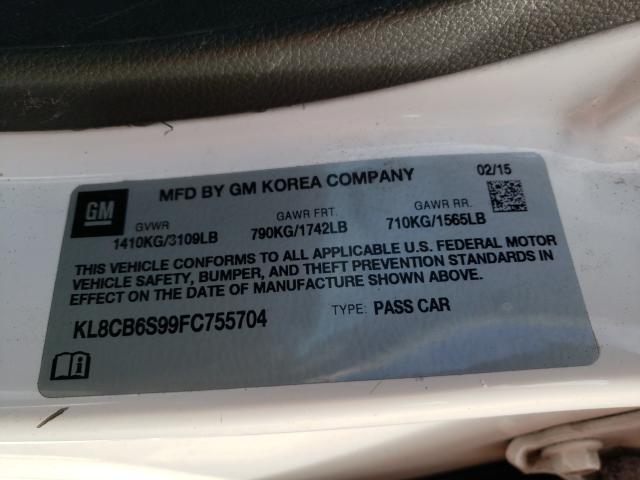 GM
MFD BY GM KOREA COMPANY
02/15
GVWR
1410KG/3109LB
GAWR FRT.
790KG/1742LB
GAWR RR.
710KG/1565LB
THIS VEHICLE CONFORMS TO ALL APPLICABLE U.S. FEDERAL MOTOR
VEHICLE SAFETY, BUMPER, AND THEFT PREVENTION STANDARDS IN
EFFECT ON THE DATE OF MANUFACTURE SHOWN ABOVE.
KL8CB6S99FC755704
TYPE: PASS CAR